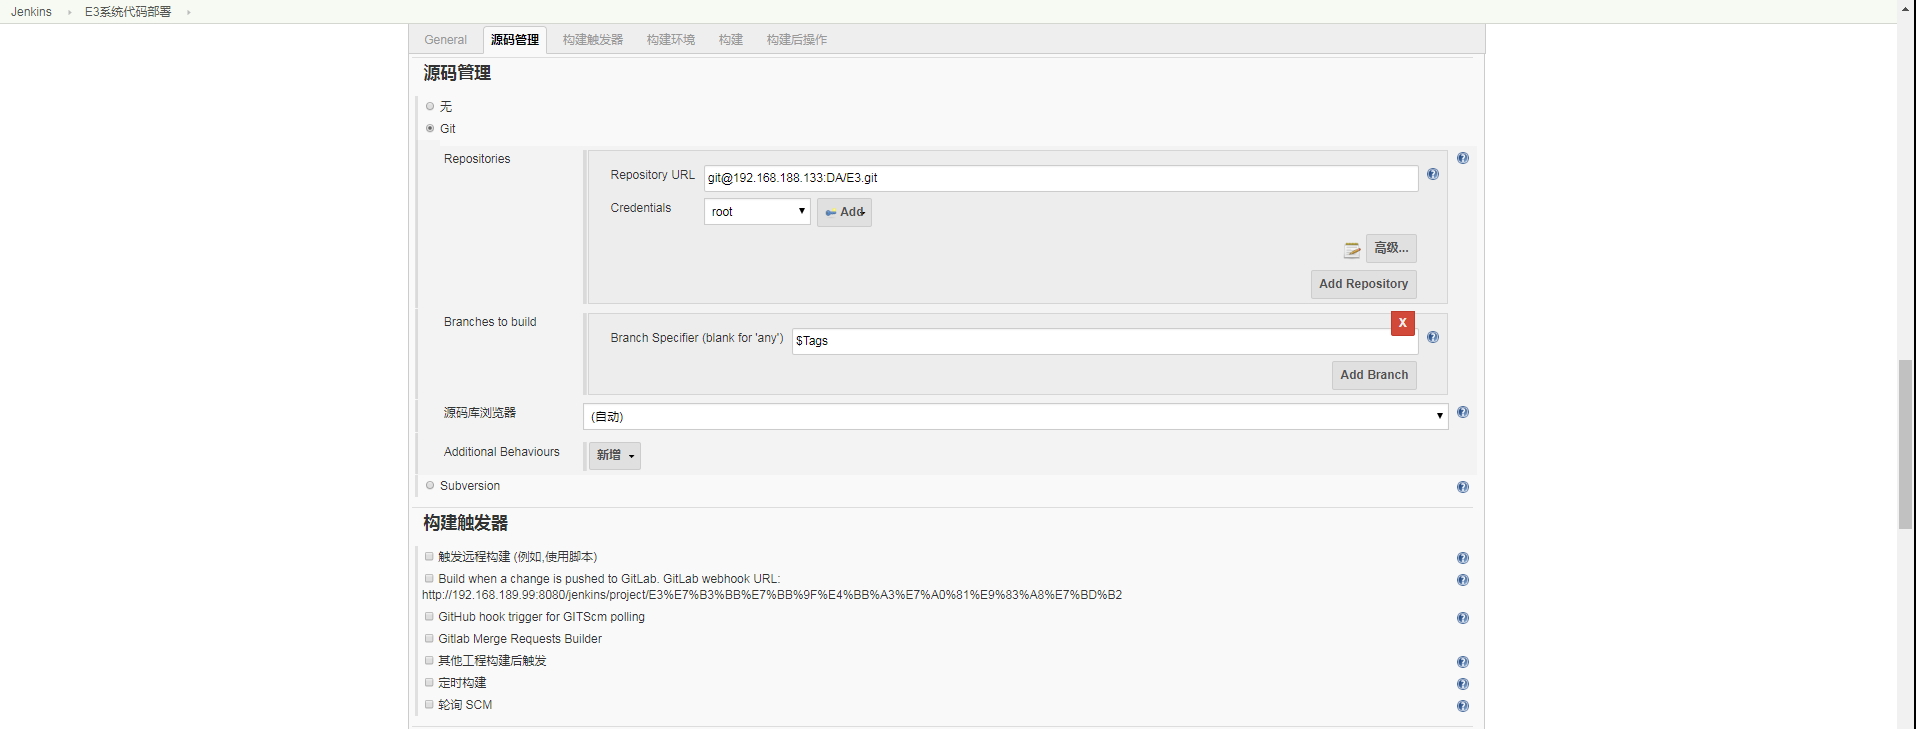 Jenkins E3系统代码部署
General 源码管理 构建触发器 构建环境 构建 构建后操作
源码管理
无
Git
Repositories
Repository URL git@192.168.188.133:DA/E3.git
Credentials root Add
高级...
Add Repository
Branches to build
X
Branch Specifier (blank for 'any') $Tags
Add Branch
源码库浏览器 (自动)
Additional Behaviours 新增
Subversion
构建触发器
触发远程构建 (例如,使用脚本)
Build when a change is pushed to GitLab. GitLab webhook URL:
http://192.168.189.99:8080/jenkins/project/E3%E7%B3%BB%E7%BB%9F%E4%BB%A3%E7%A0%81%E9%83%A8%E7%BD%B2
GitHub hook trigger for GITScm polling
Gitlab Merge Requests Builder
其他工程构建后触发
定时构建
轮询 SCM